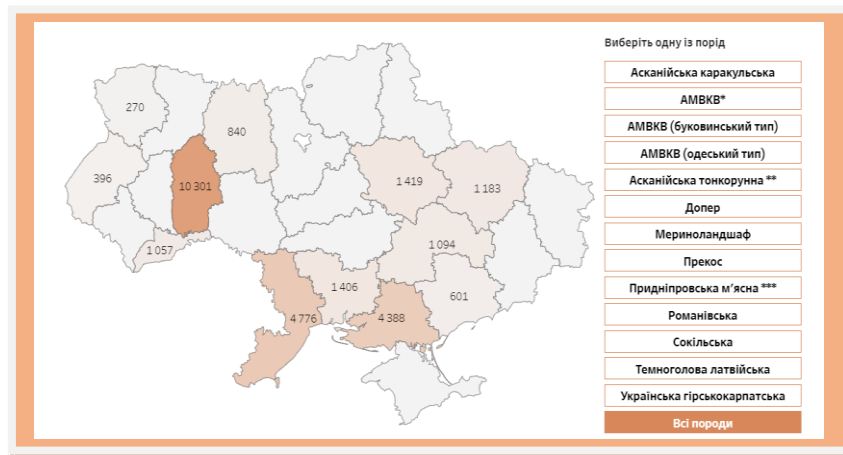 Виберіть одну із порід
Асканійська каракульська
АМВКВ*
АМВКВ (буковинський тип)
АМВКВ (одеський тип)
Асканійська тонкорунна **
Допер
Мериноландшаф
Прекос
Придніпровська м’ясна ***
Романівська
Сокільська
Темноголова латвійська
Українська гірськокарпатська
Всі породи
270
840
396
10 301
1 419
1 183
1 057
1 094
1 406
601
4 776
4 388